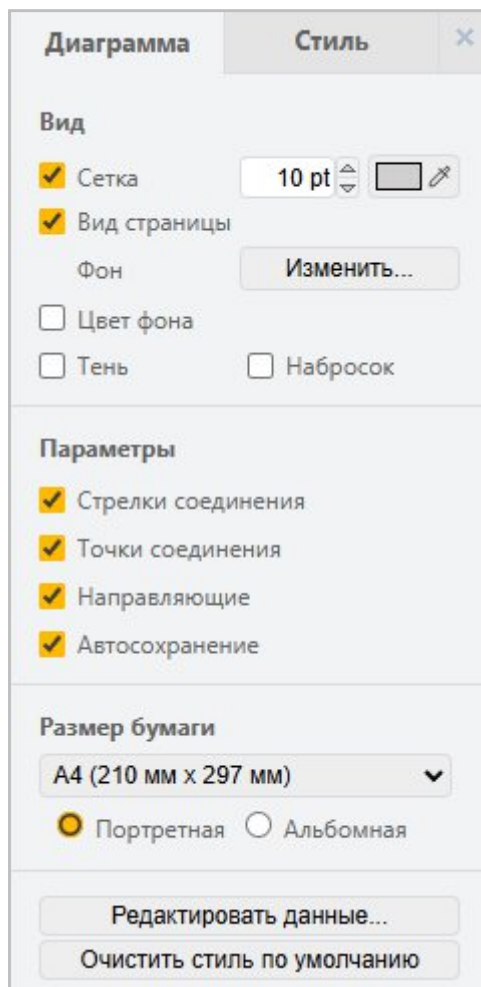 Диаграмма Стиль
Вид
Сетка 10 pt
Вид страницы
Фон Изменить...
Цвет фона
Тень Набросок
Параметры
Стрелки соединения
Точки соединения
Направляющие
Автосохранение
Размер бумаги
A4 (210 мм x 297 мм)
Портретная Альбомная
Редактировать данные...
Очистить стиль по умолчанию